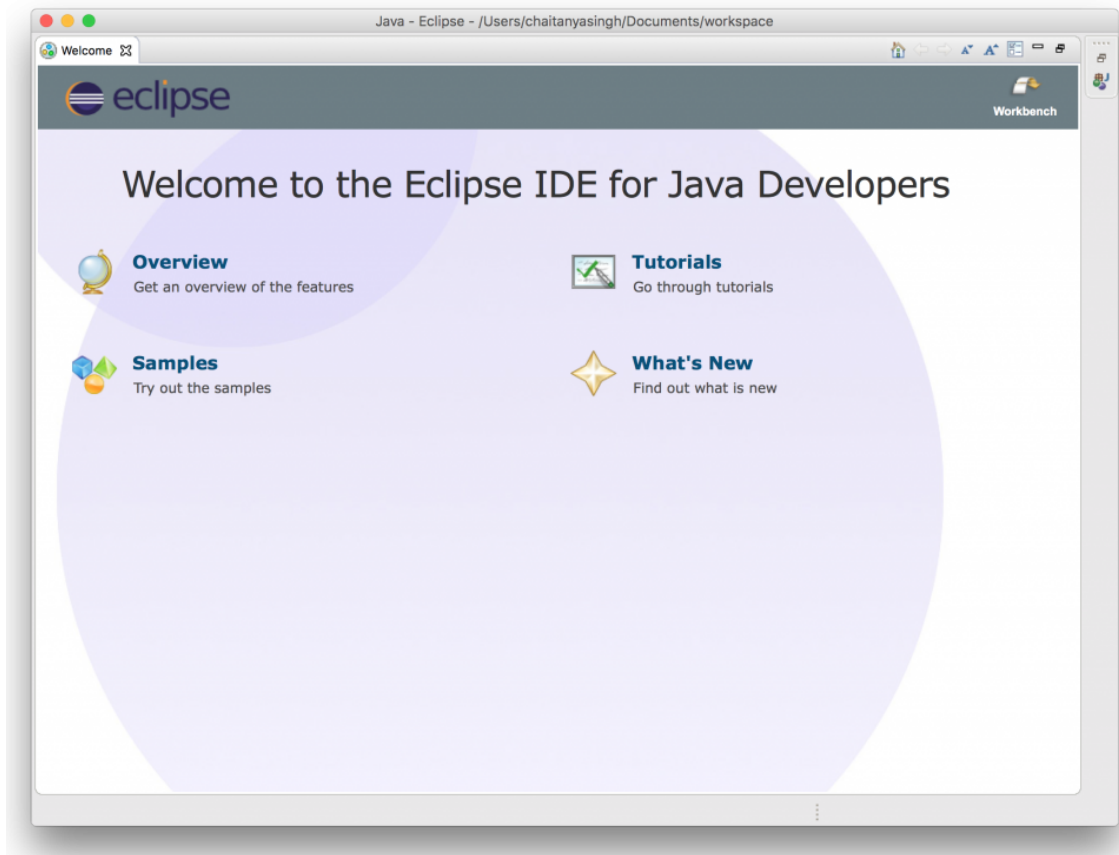 Java - Eclipse - /Users/chaitanyasingh/Documents/workspace
Welcome
eclipse
Workbench
Welcome to the Eclipse IDE for Java Developers
Overview
Get an overview of the features
Tutorials
Go through tutorials
Samples
Try out the samples
What's New
Find out what is new